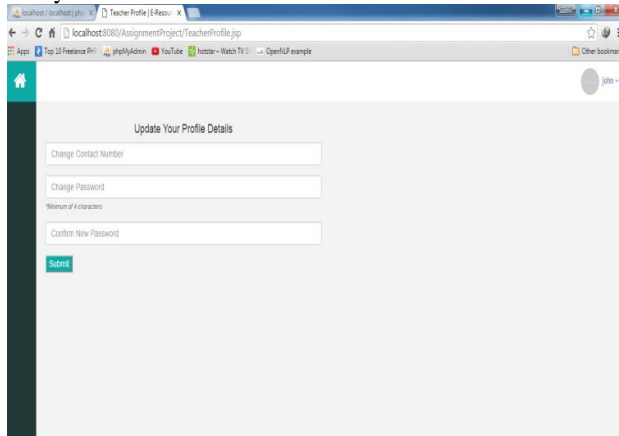 localhost / localhost | php
Teacher Profile | E-Resou
localhost:8080/AssignmentProject/TeacherProfile.jsp
Apps Top 10 Freelance PHP phpMyAdmin YouTube hotstar - Watch TV S OpenNLP example Other bookmar
john
Update Your Profile Details
Change Contact Number
Change Password
*Minimum of 4 characters
Confirm New Password
Submit